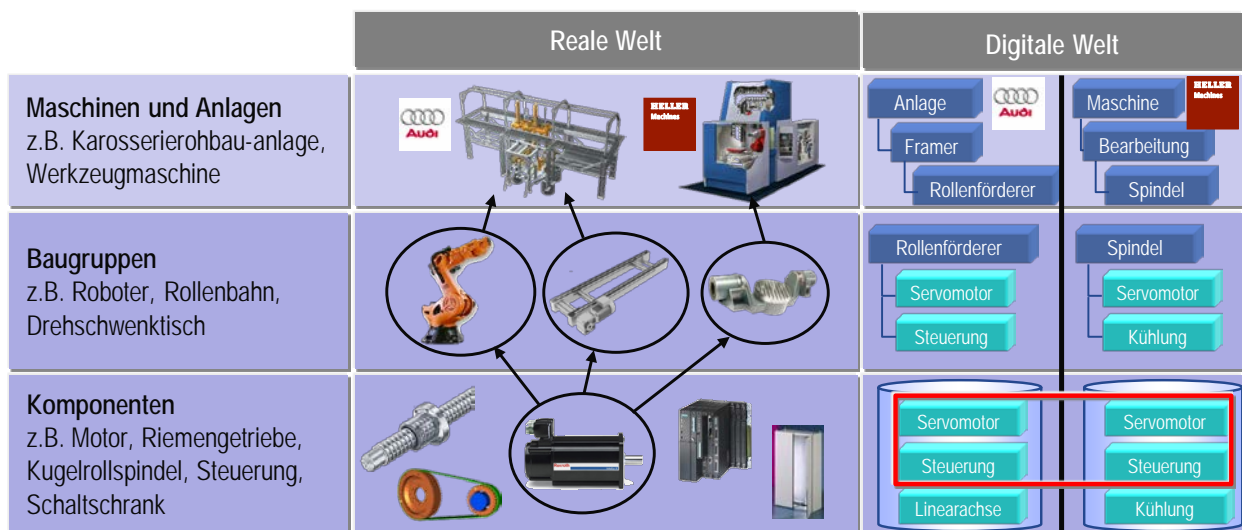 Reale Welt
Digitale Welt
Maschinen und Anlagen
z.B. Karosserierohbau-anlage,
Werkzeugmaschine
Audi
HELLER
Machines
Anlage
Audi
Framer
Rollenförderer
Maschine
HELLER
Machines
Bearbeitung
Spindel
Baugruppen
z.B. Roboter, Rollenbahn,
Drehschwenktisch
Rollenförderer
Servomotor
Steuerung
Spindel
Servomotor
Kühlung
Komponenten
z.B. Motor, Riemengetriebe,
Kugelrollspindel, Steuerung,
Schaltschrank
Rexroth
Servomotor
Steuerung
Linearachse
Servomotor
Steuerung
Kühlung